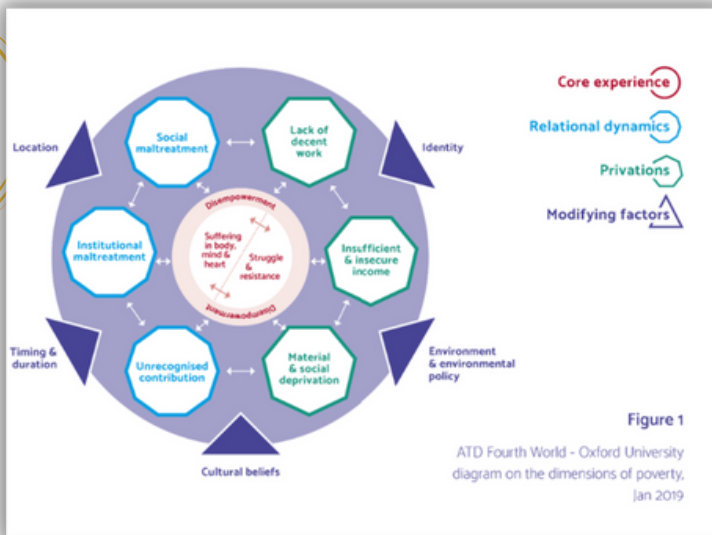 Core experience
Relational dynamics
Privations
Modifying factors
Location
Identity
Social
maltreatment
Lack of
decent
work
Institutional
maltreatment
Disempowerment
Suffering
in body,
mind &
heart
Struggle
&
resistance
Disempowerment
Insufficient
& insecure
income
Timing &
duration
Unrecognised
contribution
Material
& social
deprivation
Environment
& environmental
policy
Cultural beliefs
Figure 1
ATD Fourth World - Oxford University
diagram on the dimensions of poverty,
Jan 2019